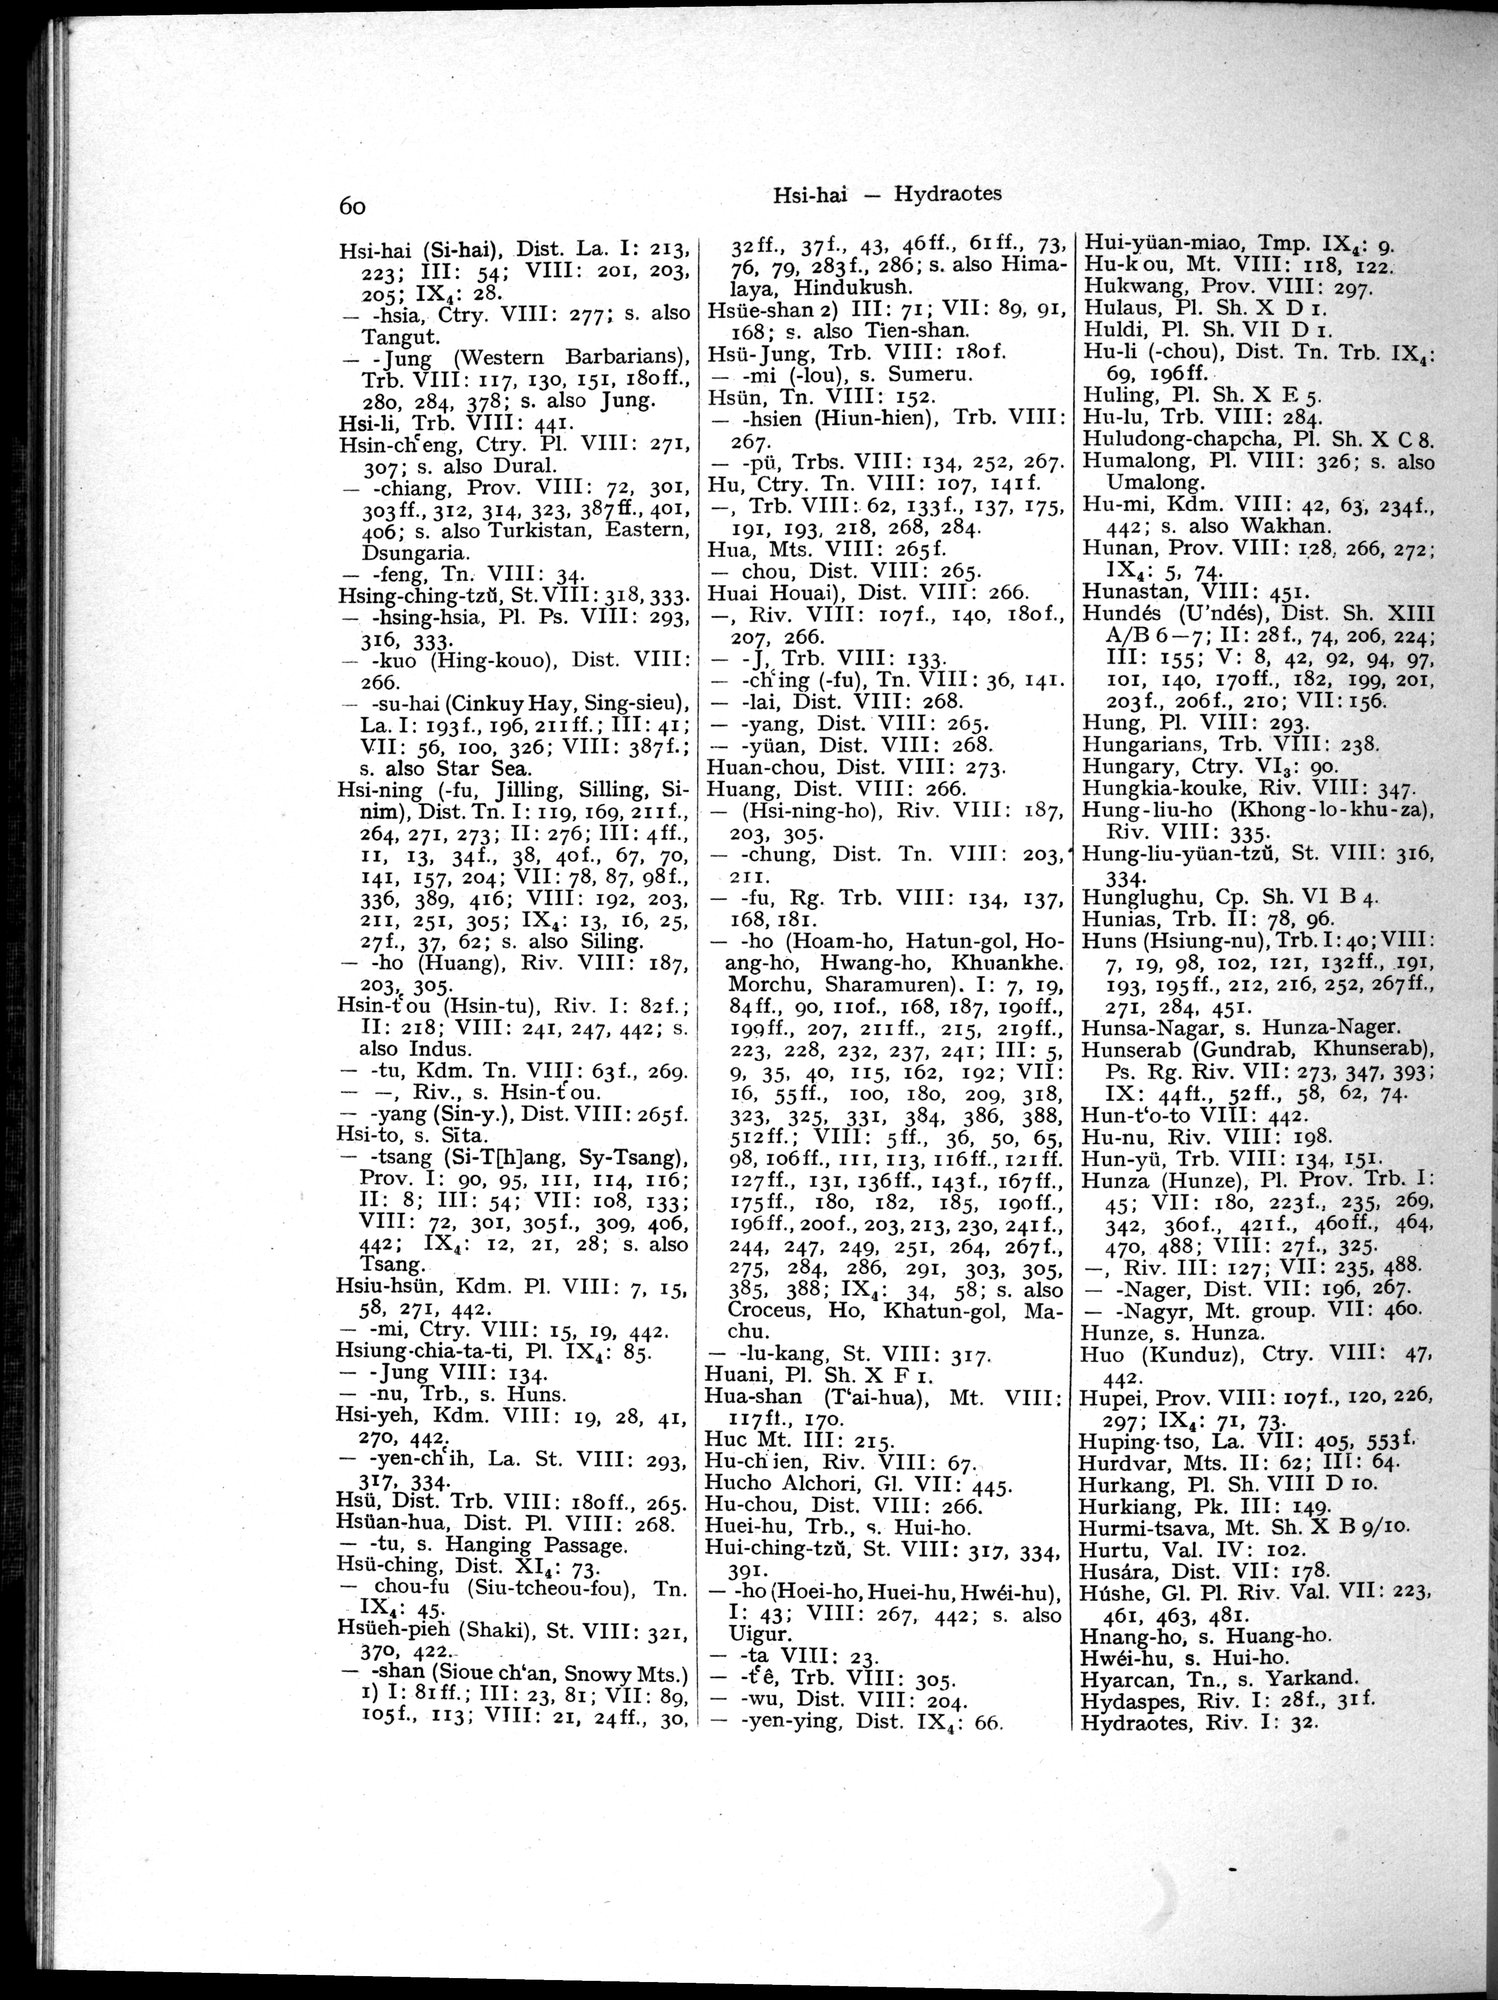 60
Hsi-hai — Hydraotes
Hsi-hai (Si-hai), Dist. La. I: 213,
223; III: 54; VIII: 201, 203,
205; IX₄: 28.
— -hsia, Ctry. VIII: 277; s. also
Tangut.
— -Jung (Western Barbarians),
Trb. VIII: 117, 130, 151, 180ff.,
280, 284, 378; s. also Jung.
Hsi-li, Trb. VIII: 441.
Hsin-chʽeng, Ctry. Pl. VIII: 271,
307; s. also Dural.
— -chiang, Prov. VIII: 72, 301,
303ff., 312, 314, 323, 387ff., 401,
406; s. also Turkistan, Eastern,
Dsungaria.
— -feng, Tn. VIII: 34.
Hsing-ching-tzŭ, St. VIII: 318, 333.
— -hsing-hsia, Pl. Ps. VIII: 293,
316, 333.
— -kuo (Hing-kouo), Dist. VIII:
266.
— -su-hai (Cinkuy Hay, Sing-sieu),
La. I: 193f., 196, 211ff.; III: 41;
VII: 56, 100, 326; VIII: 387f.;
s. also Star Sea.
Hsi-ning (-fu, Jilling, Silling, Si-
nim), Dist. Tn. I: 119, 169, 211f.,
264, 271, 273; II: 276; III: 4ff.,
11, 13, 34f., 38, 40f., 67, 70,
141, 157, 204; VII: 78, 87, 98f.,
336, 389, 416; VIII: 192, 203,
211, 251, 305; IX₄: 13, 16, 25,
27f., 37, 62; s. also Siling.
— -ho (Huang), Riv. VIII: 187,
203, 305.
Hsin-tʽou (Hsin-tu), Riv. I: 82f.;
II: 218; VIII: 241, 247, 442; s.
also Indus.
— -tu, Kdm. Tn. VIII: 63f., 269.
— —, Riv., s. Hsin-tʽou.
— -yang (Sin-y.), Dist. VIII: 265f.
Hsi-to, s. Sīta.
— -tsang (Si-T[h]ang, Sy-Tsang),
Prov. I: 90, 95, 111, 114, 116;
II: 8; III: 54; VII: 108, 133;
VIII: 72, 301, 305f., 309, 406,
442; IX₄: 12, 21, 28; s. also
Tsang.
Hsiu-hsün, Kdm. Pl. VIII: 7, 15,
58, 271, 442.
— -mi, Ctry. VIII: 15, 19, 442.
Hsiung-chia-ta-ti, Pl. IX₄: 85.
— -Jung VIII: 134.
— -nu, Trb., s. Huns.
Hsi-yeh, Kdm. VIII: 19, 28, 41,
270, 442.
— -yen-chʽih, La. St. VIII: 293,
317, 334.
Hsü, Dist. Trb. VIII: 180ff., 265.
Hsüan-hua, Dist. Pl. VIII: 268.
— -tu, s. Hanging Passage.
Hsü-ching, Dist. XI₄: 73.
— chou-fu (Siu-tcheou-fou), Tn.
IX₄: 45.
Hsüeh-pieh (Shaki), St. VIII: 321,
370, 422.
— -shan (Sioue chʽan, Snowy Mts.)
1) I: 81ff.; III: 23, 81; VII: 89,
105f., 113; VIII: 21, 24ff., 30,
32ff., 37f., 43, 46ff., 61ff., 73,
76, 79, 283f., 286; s. also Hima-
laya, Hindukush.
Hsüe-shan 2) III: 71; VII: 89, 91,
168; s. also Tien-shan.
Hsü-Jung, Trb. VIII: 180f.
— -mi (-lou), s. Sumeru.
Hsün, Tn. VIII: 152.
— -hsien (Hiun-hien), Trb. VIII:
267.
— -pü, Trbs. VIII: 134, 252, 267.
Hu, Ctry. Tn. VIII: 107, 141f.
—, Trb. VIII: 62, 133f., 137, 175,
191, 193, 218, 268, 284.
Hua, Mts. VIII: 265f.
— chou, Dist. VIII: 265.
Huai Houai), Dist. VIII: 266.
—, Riv. VIII: 107f., 140, 180f.,
207, 266.
— -J, Trb. VIII: 133.
— -chʽing (-fu), Tn. VIII: 36, 141.
— -lai, Dist. VIII: 268.
— -yang, Dist. VIII: 265.
— -yüan, Dist. VIII: 268.
Huan-chou, Dist. VIII: 273.
Huang, Dist. VIII: 266.
— (Hsi-ning-ho), Riv. VIII: 187,
203, 305.
— -chung, Dist. Tn. VIII: 203,
211.
— -fu, Rg. Trb. VIII: 134, 137,
168, 181.
— -ho (Hoam-ho, Hatun-gol, Ho-
ang-ho, Hwang-ho, Khuankhe.
Morchu, Sharamuren). I: 7, 19,
84ff., 90, 110f., 168, 187, 190ff.,
199ff., 207, 211ff., 215, 219ff.,
223, 228, 232, 237, 241; III: 5,
9, 35, 40, 115, 162, 192; VII:
16, 55ff., 100, 180, 209, 318,
323, 325, 331, 384, 386, 388,
512ff.; VIII: 5ff., 36, 50, 65,
98, 106ff., 111, 113, 116ff., 121ff.
127ff., 131, 136ff., 143f., 167ff.,
175ff., 180, 182, 185, 190ff.,
196ff., 200f., 203, 213, 230, 241f.,
244, 247, 249, 251, 264, 267f.,
275, 284, 286, 291, 303, 305,
385, 388; IX₄: 34, 58; s. also
Croceus, Ho, Khatun-gol, Ma-
chu.
— -lu-kang, St. VIII: 317.
Huani, Pl. Sh. X F 1.
Hua-shan (Tʽai-hua), Mt. VIII:
117ft., 170.
Huc Mt. III: 215.
Hu-chʽien, Riv. VIII: 67.
Hucho Alchori, Gl. VII: 445.
Hu-chou, Dist. VIII: 266.
Huei-hu, Trb., s. Hui-ho.
Hui-ching-tzŭ, St. VIII: 317, 334,
391.
— -ho (Hoei-ho, Huei-hu, Hwéi-hu),
I: 43; VIII: 267, 442; s. also
Uigur.
— -ta VIII: 23.
— -tʽê, Trb. VIII: 305.
— -wu, Dist. VIII: 204.
— -yen-ying, Dist. IX₄: 66.
Hui-yüan-miao, Tmp. IX₄: 9.
Hu-k ou, Mt. VIII: 118, 122.
Hukwang, Prov. VIII: 297.
Hulaus, Pl. Sh. X D 1.
Huldi, Pl. Sh. VII D 1.
Hu-li (-chou), Dist. Tn. Trb. IX₄:
69, 196ff.
Huling, Pl. Sh. X E 5.
Hu-lu, Trb. VIII: 284.
Huludong-chapcha, Pl. Sh. X C 8.
Humalong, Pl. VIII: 326; s. also
Umalong.
Hu-mi, Kdm. VIII: 42, 63, 234f.,
442; s. also Wakhan.
Hunan, Prov. VIII: 128, 266, 272;
IX₄: 5, 74.
Hunastan, VIII: 451.
Hundés (U'ndés), Dist. Sh. XIII
A/B 6—7; II: 28f., 74, 206, 224;
III: 155; V: 8, 42, 92, 94, 97,
101, 140, 170ff., 182, 199, 201,
203f., 206f., 210; VII: 156.
Hung, Pl. VIII: 293.
Hungarians, Trb. VIII: 238.
Hungary, Ctry. VI₃: 90.
Hungkia-kouke, Riv. VIII: 347.
Hung-liu-ho (Khong-lo-khu-za),
Riv. VIII: 335.
Hung-liu-yüan-tzŭ, St. VIII: 316,
334.
Hunglughu, Cp. Sh. VI B 4.
Hunias, Trb. II: 78, 96.
Huns (Hsiung-nu), Trb. I: 40; VIII:
7, 19, 98, 102, 121, 132ff., 191,
193, 195ff., 212, 216, 252, 267ff.,
271, 284, 451.
Hunsa-Nagar, s. Hunza-Nager.
Hunserab (Gundrab, Khunserab),
Ps. Rg. Riv. VII: 273, 347, 393;
IX: 44ft., 52ff., 58, 62, 74.
Hun-tʽo-to VIII: 442.
Hu-nu, Riv. VIII: 198.
Hun-yü, Trb. VIII: 134, 151.
Hunza (Hunze), Pl. Prov. Trb. I:
45; VII: 180, 223f., 235, 269,
342, 360f., 421f., 460ff., 464,
470, 488; VIII: 27f., 325.
—, Riv. III: 127; VII: 235, 488.
— -Nager, Dist. VII: 196, 267.
— -Nagyr, Mt. group. VII: 460.
Hunze, s. Hunza.
Huo (Kunduz), Ctry. VIII: 47,
442.
Hupei, Prov. VIII: 107f., 120, 226,
297; IX₄: 71, 73.
Huping-tso, La. VII: 405, 553f.
Hurdvar, Mts. II: 62; III: 64.
Hurkang, Pl. Sh. VIII D 10.
Hurkiang, Pk. III: 149.
Hurmi-tsava, Mt. Sh. X B 9/10.
Hurtu, Val. IV: 102.
Husára, Dist. VII: 178.
Húshe, Gl. Pl. Riv. Val. VII: 223,
461, 463, 481.
Hnang-ho, s. Huang-ho.
Hwéi-hu, s. Hui-ho.
Hyarcan, Tn., s. Yarkand.
Hydaspes, Riv. I: 28f., 31f.
Hydraotes, Riv. I: 32.